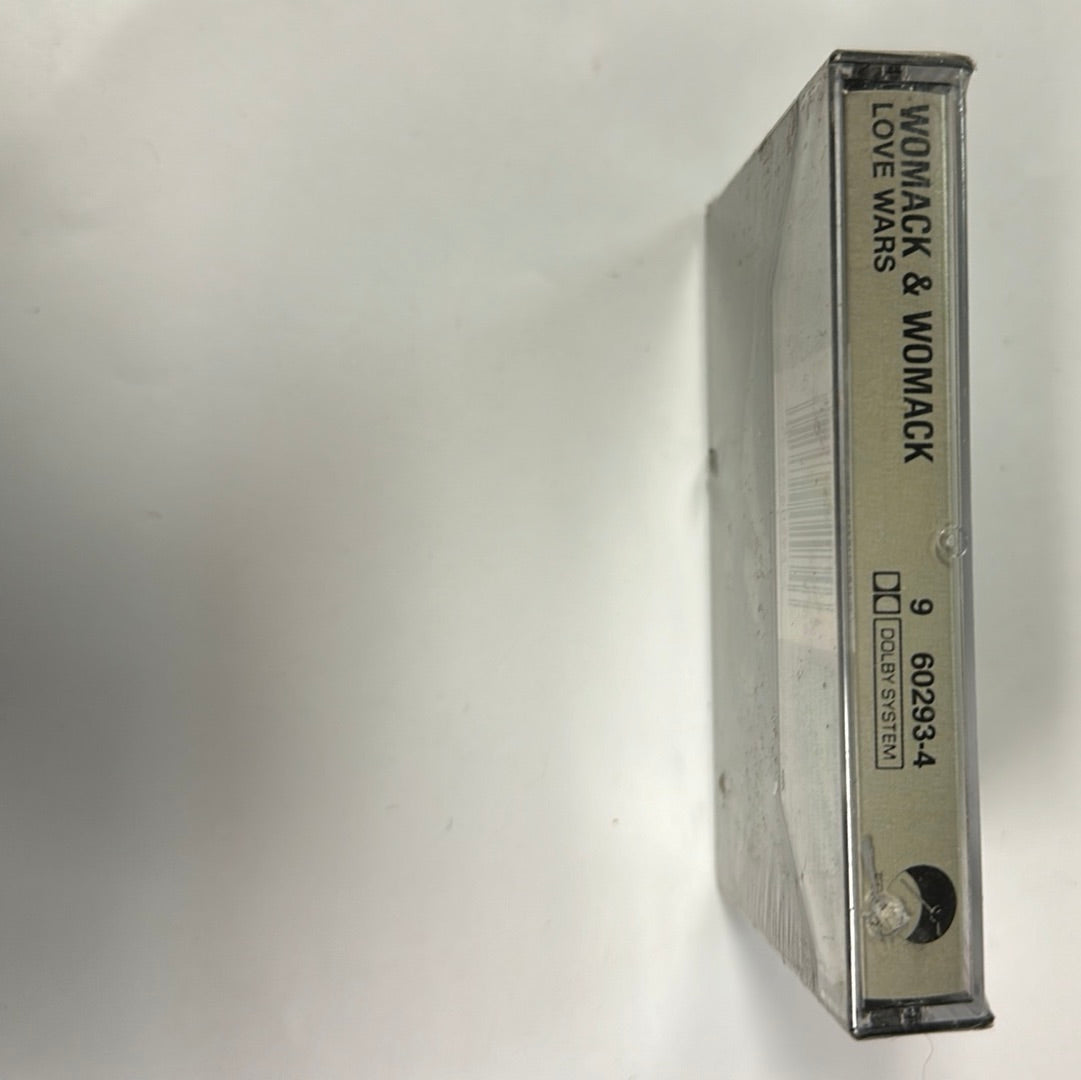 WOMACK & WOMACK
LOVE WARS
9 60293-4
DOLBY SYSTEM